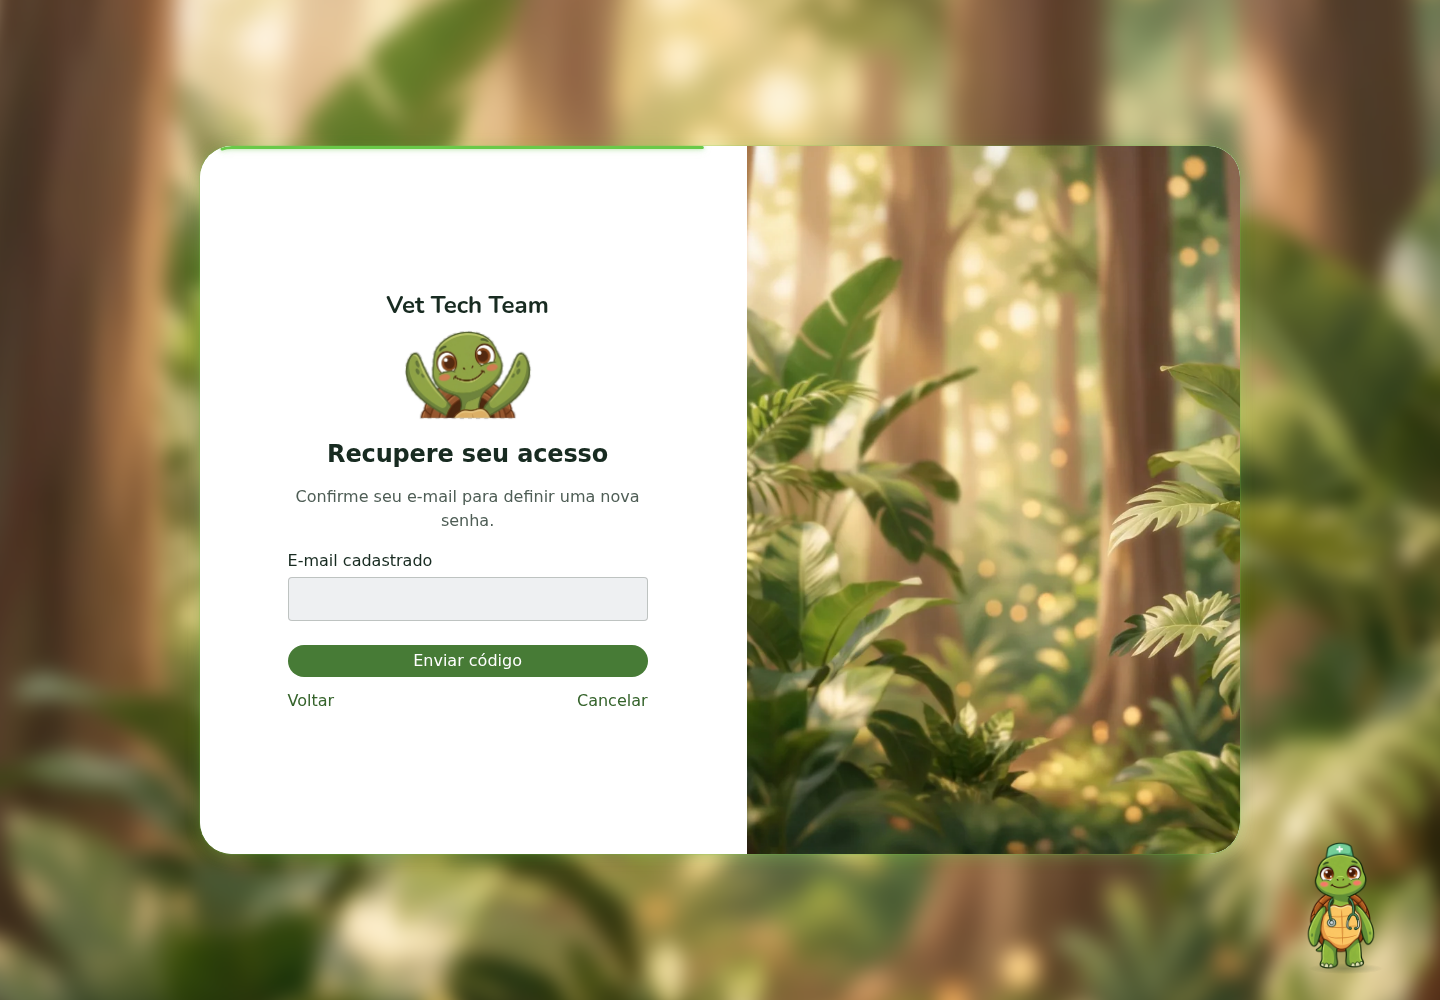 Vet Tech Team
Recupere seu acesso
Confirme seu e-mail para definir uma nova
senha.
E-mail cadastrado
Enviar código
Voltar
Cancelar